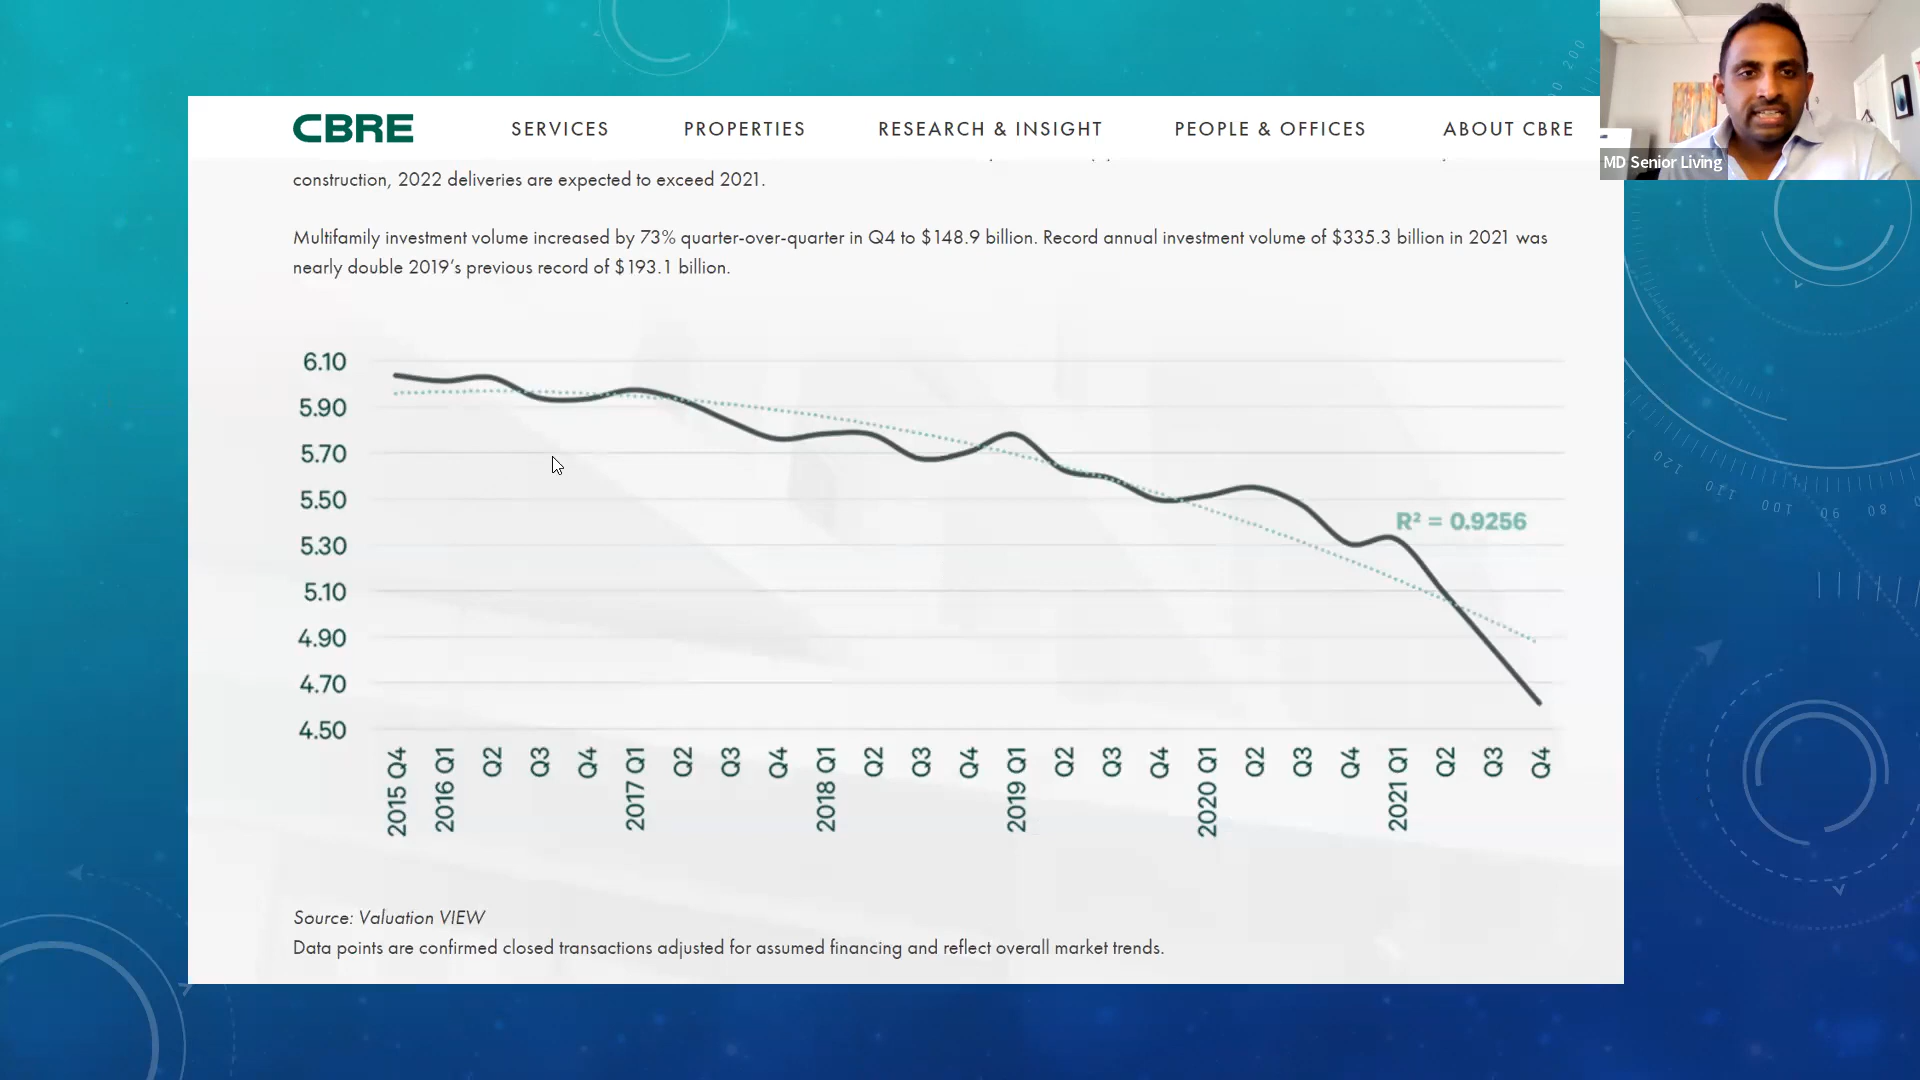 CBRE
SERVICES
PROPERTIES
RESEARCH & INSIGHT
PEOPLE & OFFICES
ABOUT CBRE
MD Senior Living
construction, 2022 deliveries are expected to exceed 2021.
Multifamily investment volume increased by 73% quarter-over-quarter in Q4 to $148.9 billion. Record annual investment volume of $335.3 billion in 2021 was
nearly double 2019’s previous record of $193.1 billion.
6.10
5.90
5.70
5.50
5.30
5.10
4.90
4.70
4.50
R² = 0.9256
2015 Q4
2016 Q1
Q2
Q3
Q4
2017 Q1
Q2
Q3
Q4
2018 Q1
Q2
Q3
Q4
2019 Q1
Q2
Q3
Q4
2020 Q1
Q2
Q3
Q4
2021 Q1
Q2
Q3
Q4
Source: Valuation VIEW
Data points are confirmed closed transactions adjusted for assumed financing and reflect overall market trends.
200
120
110
100
90
80